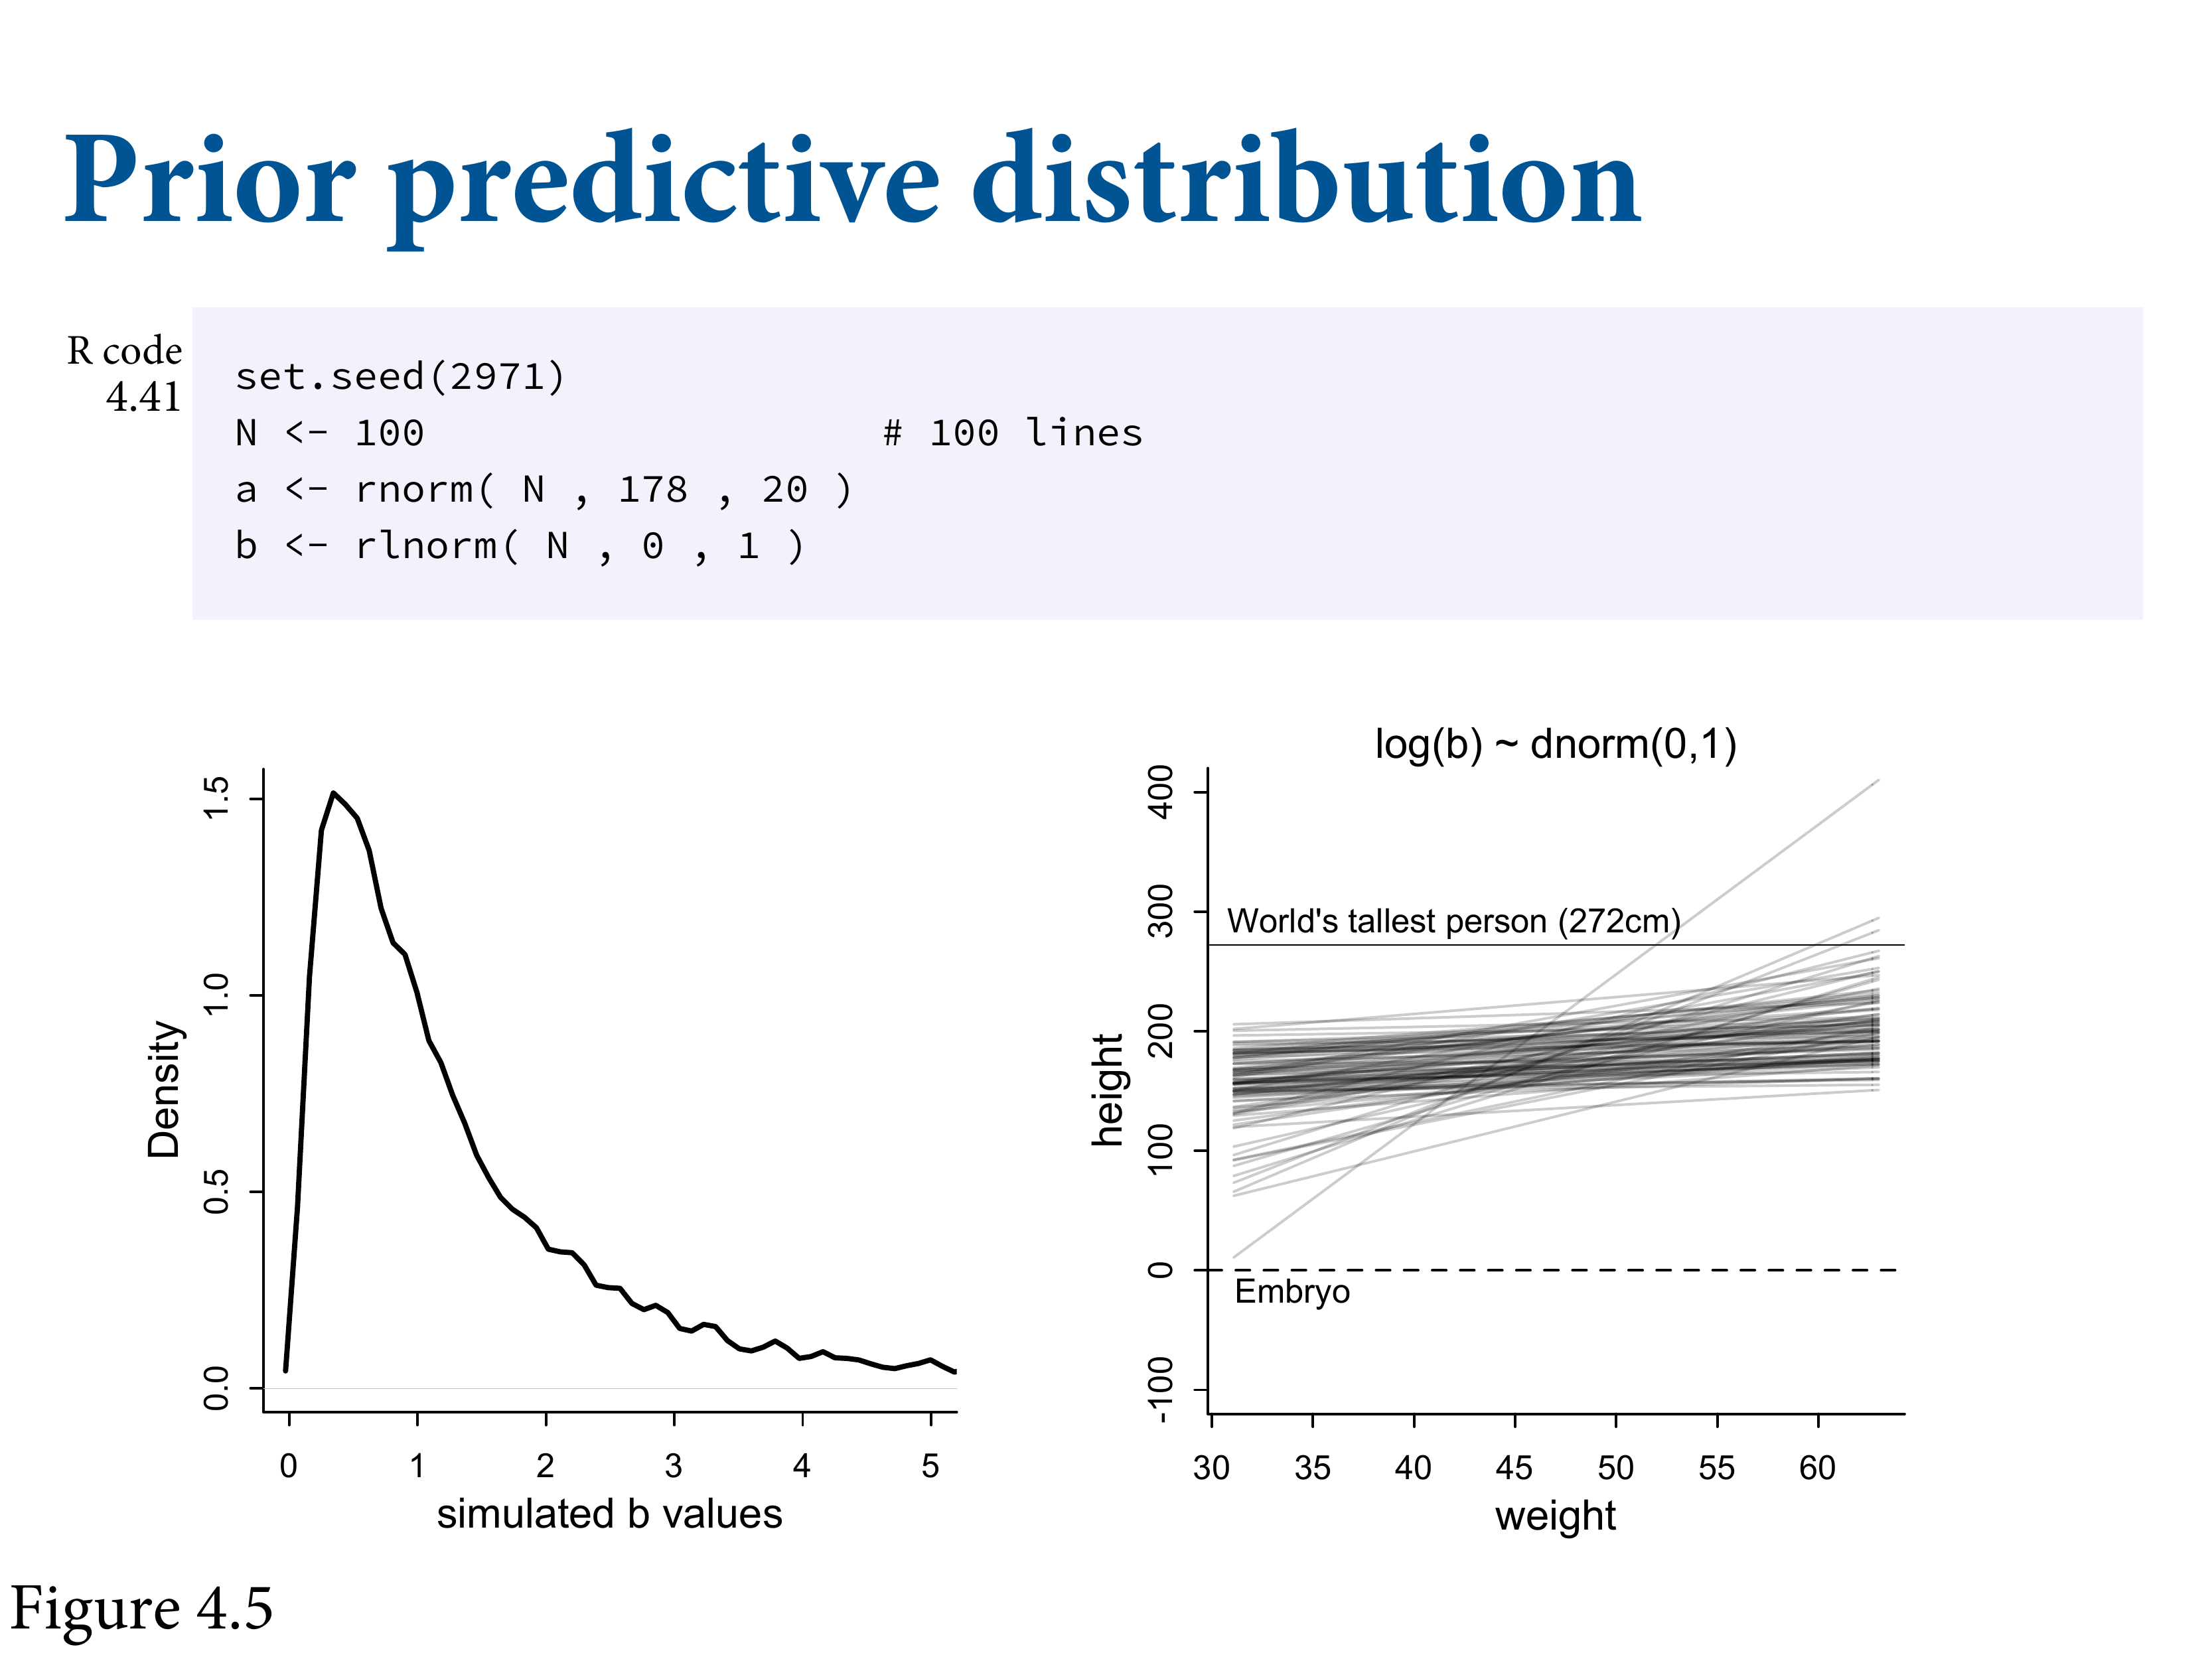 Prior predictive distribution
R code
4.41
set.seed(2971)
N <- 100 # 100 lines
a <- rnorm( N , 178 , 20 )
b <- rlnorm( N , 0 , 1 )
Density
0.0
0.5
1.0
1.5
0 1 2 3 4 5
simulated b values
log(b) ~ dnorm(0,1)
height
-100
0
100
200
300
400
World's tallest person (272cm)
Embryo
30 35 40 45 50 55 60
weight
Figure 4.5